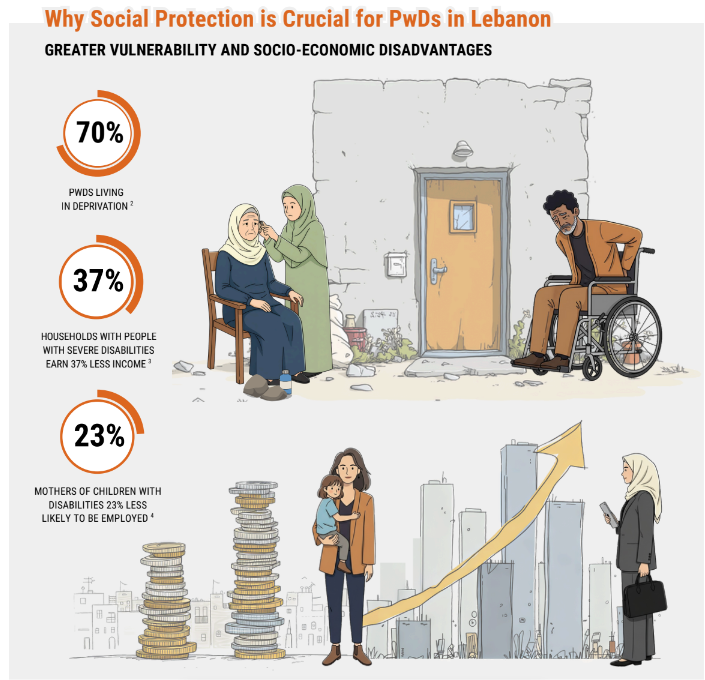 Why Social Protection is Crucial for PwDs in Lebanon
GREATER VULNERABILITY AND SOCIO-ECONOMIC DISADVANTAGES
70%
PWDS LIVING
IN DEPRIVATION ²
37%
HOUSEHOLDS WITH PEOPLE
WITH SEVERE DISABILITIES
EARN 37% LESS INCOME ³
23%
MOTHERS OF CHILDREN WITH
DISABILITIES 23% LESS
LIKELY TO BE EMPLOYED ⁴